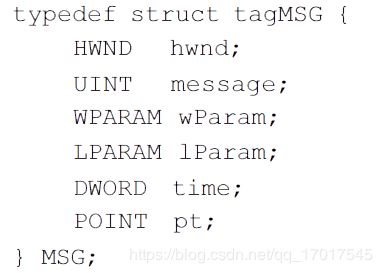 typedef struct tagMSG {
    HWND   hwnd;
    UINT   message;
    WPARAM wParam;
    LPARAM lParam;
    DWORD  time;
    POINT  pt;
} MSG;
https://blog.csdn.net/qq_17017545